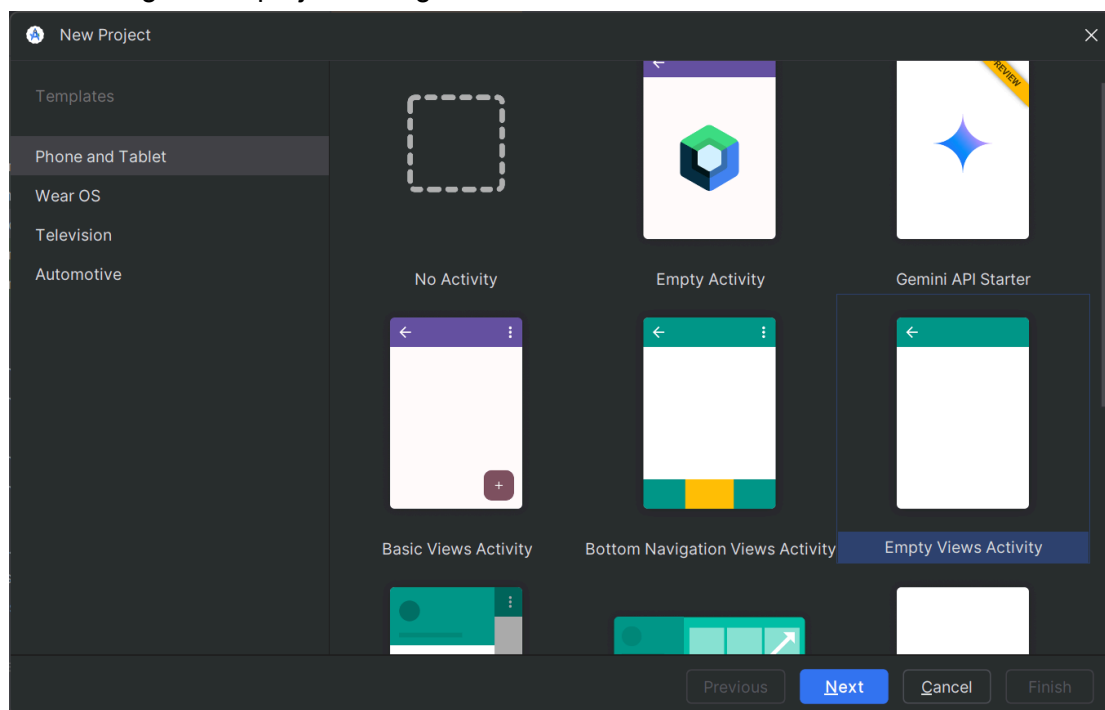 New Project
Templates
Phone and Tablet
Wear OS
Television
Automotive
REVIEW
No Activity
Empty Activity
Gemini API Starter
Basic Views Activity
Bottom Navigation Views Activity
Empty Views Activity
Previous
Next
Cancel
Finish